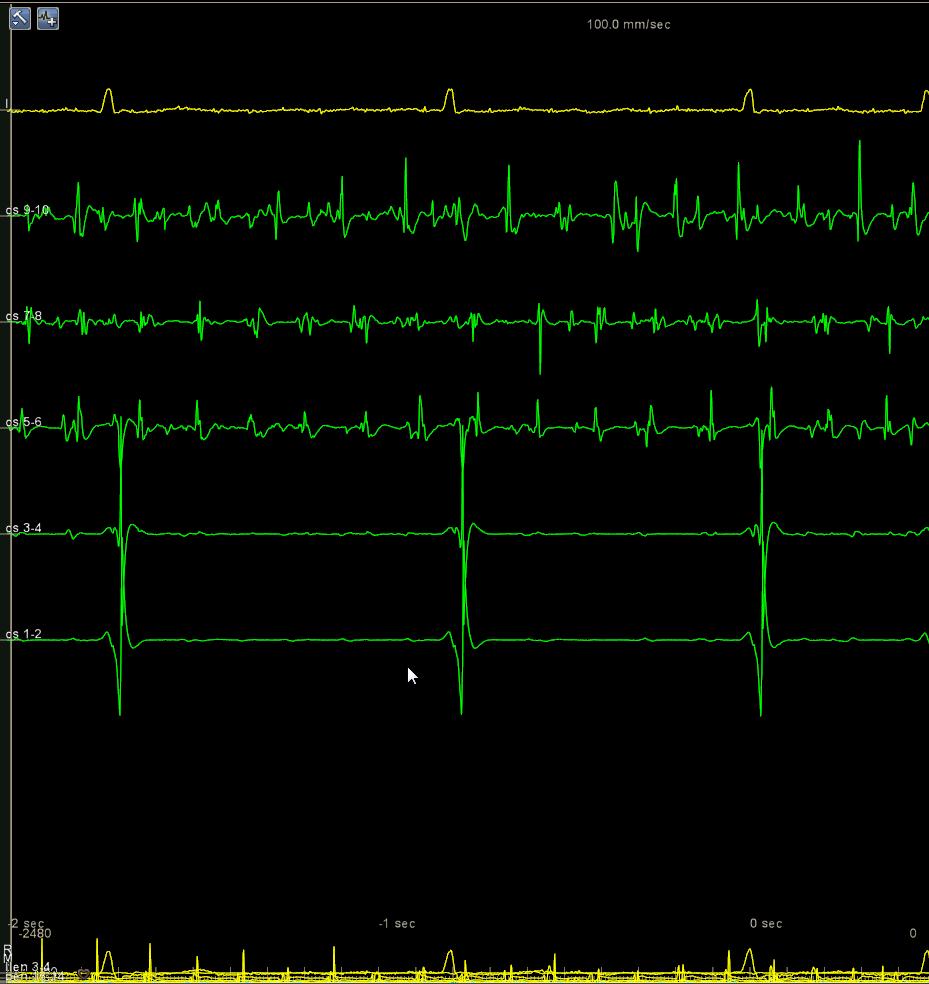 100.0 mm/sec
I
cs 9-10
cs 7-8
cs 5-6
cs 3-4
cs 1-2
-2 sec
-1 sec
0 sec
-2480
0